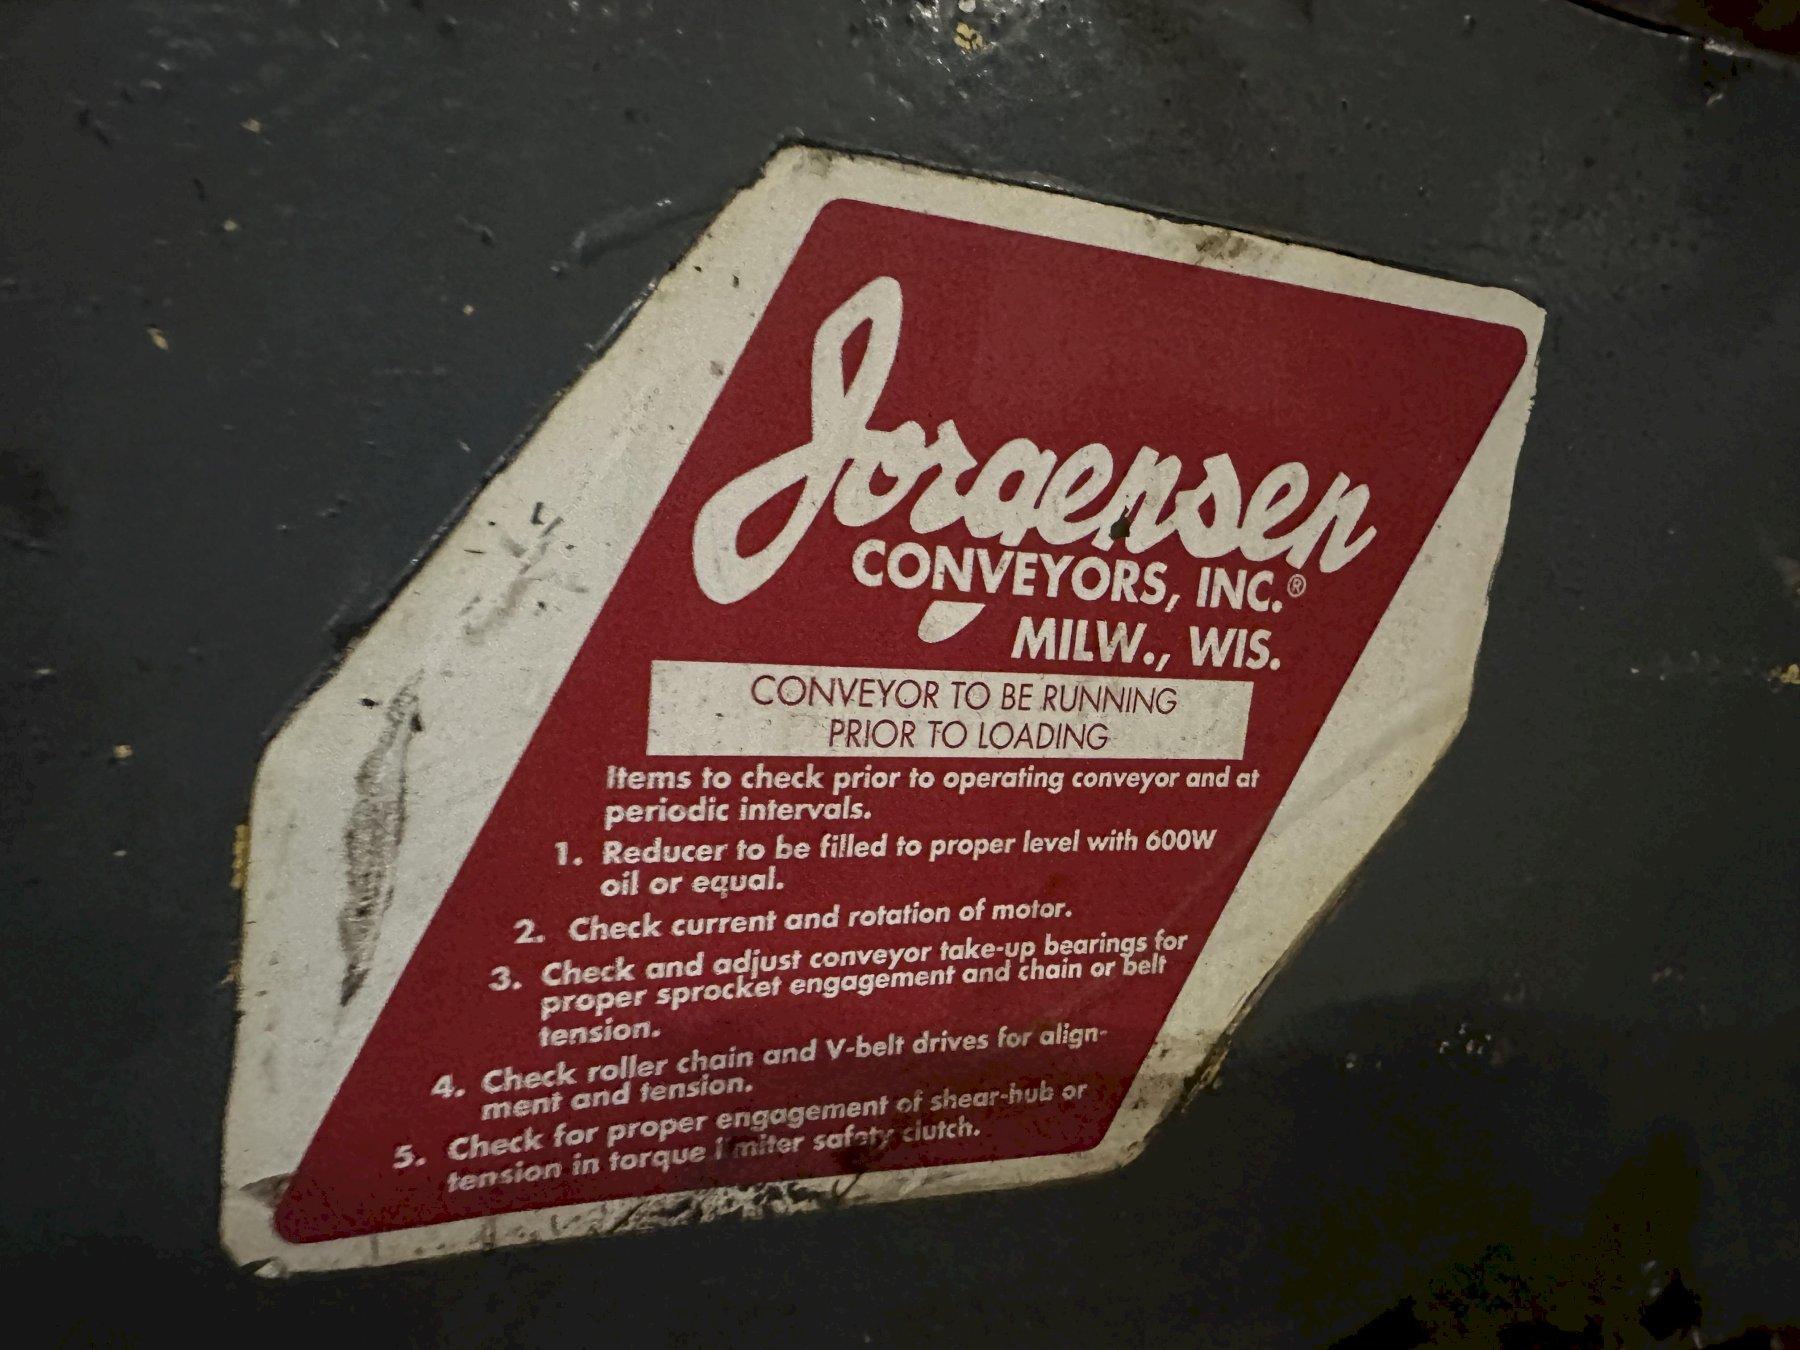 Jorgensen
CONVEYORS, INC.®
MILW., WIS.
CONVEYOR TO BE RUNNING
PRIOR TO LOADING
Items to check prior to operating conveyor and at
periodic intervals.
1. Reducer to be filled to proper level with 600W
oil or equal.
2. Check current and rotation of motor.
3. Check and adjust conveyor take-up bearings for
proper sprocket engagement and chain or belt
tension.
4. Check roller chain and V-belt drives for align-
ment and tension.
5. Check for proper engagement of shear-hub or
tension in torque limiter safety clutch.